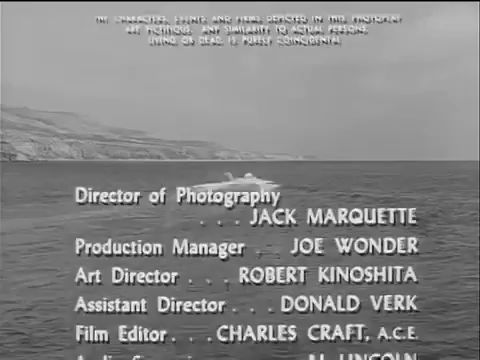 THE CHARACTERS, EVENTS AND FIRMS DEPICTED IN THIS PHOTOPLAY
ARE FICTITIOUS. ANY SIMILARITY TO ACTUAL PERSONS,
LIVING OR DEAD, IS PURELY COINCIDENTAL
Director of Photography
. . . JACK MARQUETTE
Production Manager . JOE WONDER
Art Director . . . ROBERT KINOSHITA
Assistant Director . . . DONALD VERK
Film Editor . . . CHARLES CRAFT, A.C.E.
LINCOLN